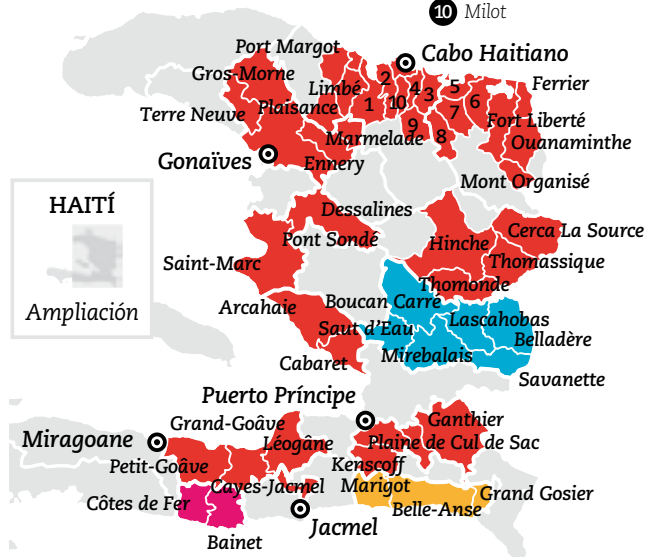 10 Milot
Port Margot
Cabo Haitiano
Gros-Morne
Limbé
2
4
5
Ferrier
Terre Neuve
Plaisance
1
10
3
7
6
Fort Liberté
Marmelade
9
8
Ouanaminthe
Gonaïves
Ennery
Mont Organisé
HAITÍ
Ampliación
Dessalines
Pont Sondé
Hinche
Cerca La Source
Saint-Marc
Thomassique
Thomonde
Arcahaie
Boucan Carré
Saut d'Eau
Lascahobas
Belladère
Cabaret
Mirebalais
Savanette
Puerto Príncipe
Miragoane
Grand-Goâve
Léogâne
Ganthier
Plaine de Cul de Sac
Petit-Goâve
Kenscoff
Côtes de Fer
Cayes-Jacmel
Marigot
Grand Gosier
Belle-Anse
Jacmel
Bainet